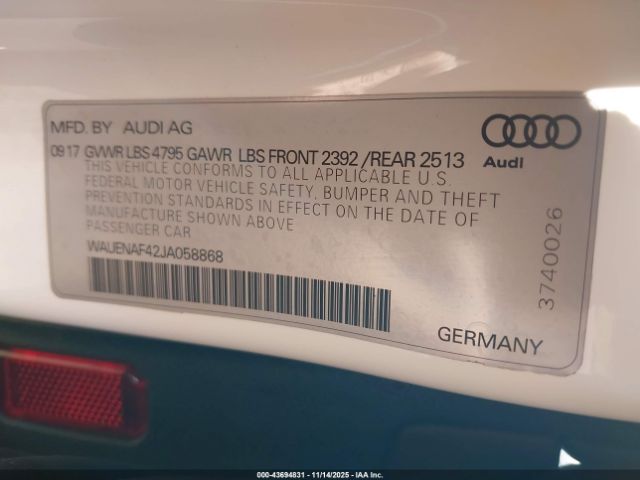 MFD. BY AUDI AG
Audi
09 17 GVWR LBS 4795 GAWR LBS FRONT 2392 /REAR 2513
THIS VEHICLE CONFORMS TO ALL APPLICABLE U.S.
FEDERAL MOTOR VEHICLE SAFETY, BUMPER AND THEFT
PREVENTION STANDARDS IN EFFECT ON THE DATE OF
MANUFACTURE SHOWN ABOVE
PASSENGER CAR
WAUENAF42JA058868
3740026
GERMANY
000-43694831 - 11/14/2025 - IAA Inc.